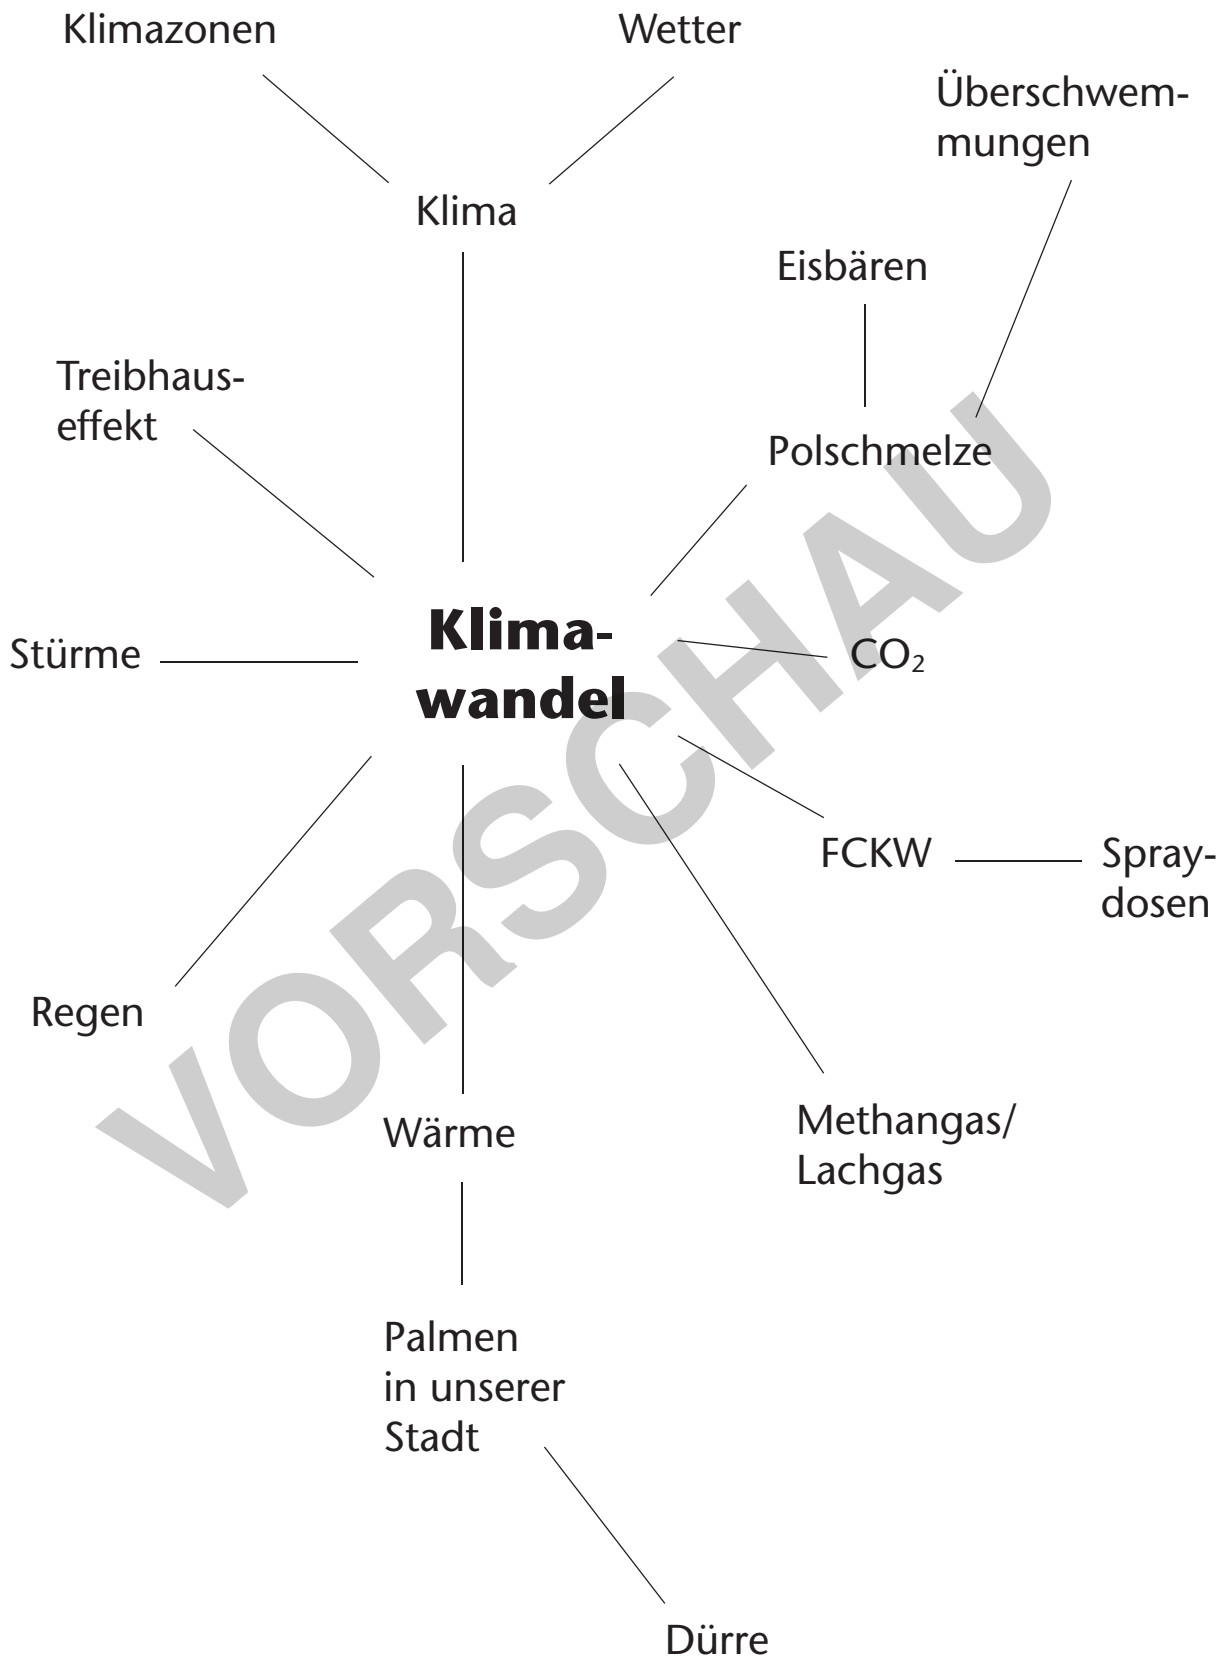 Klimazonen
Wetter
Überschwem-
mungen
Klima
Eisbären
Treibhaus-
effekt
Polschmelze
Klima-
wandel
Stürme
CO₂
FCKW
Spray-
dosen
Regen
Wärme
Methangas/
Lachgas
Palmen
in unserer
Stadt
Dürre
VORSCHAU